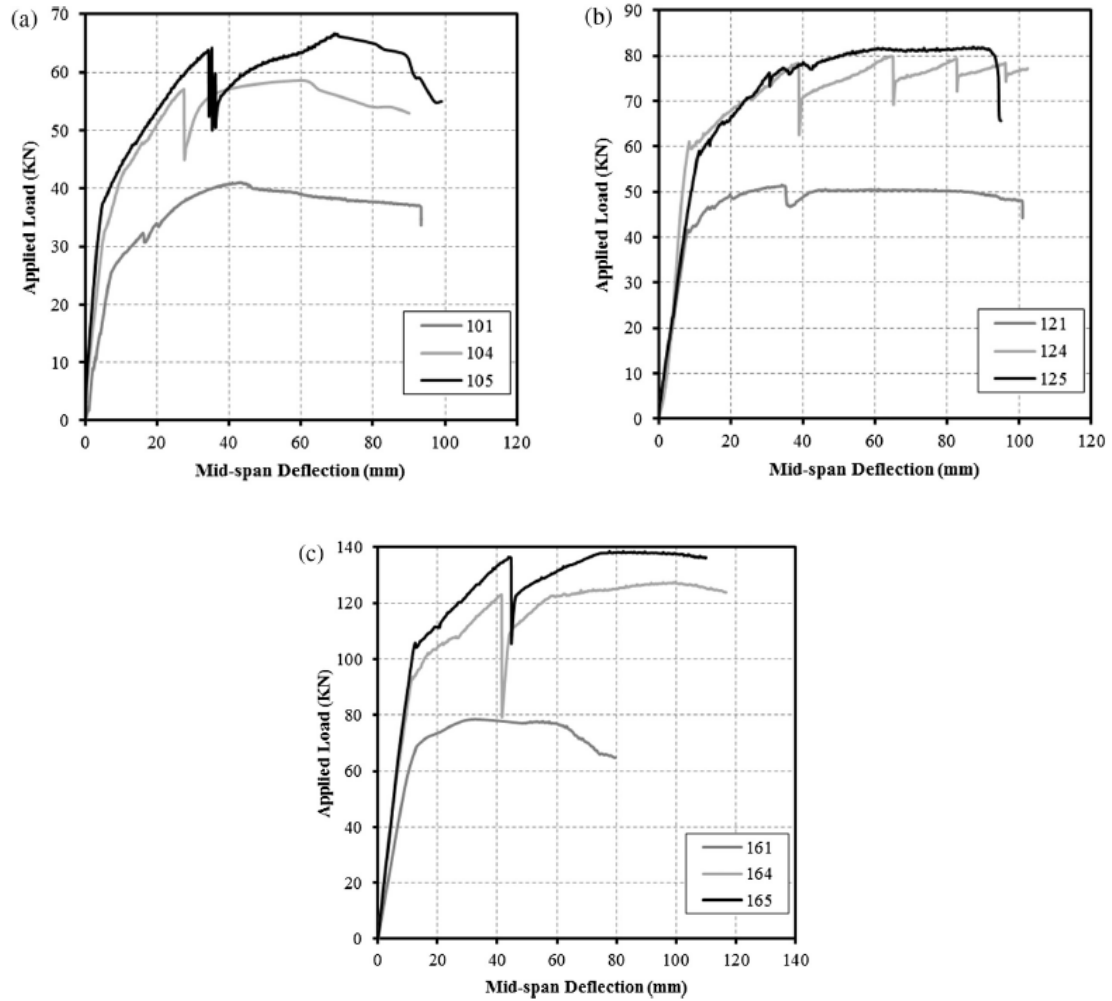 (a)
70
60
50
40
30
20
10
0
Applied Load (KN)
101
104
105
0 20 40 60 80 100 120
Mid-span Deflection (mm)
(b)
90
80
70
60
50
40
30
20
10
0
Applied Load (KN)
121
124
125
0 20 40 60 80 100 120
Mid-span Deflection (mm)
(c)
140
120
100
80
60
40
20
0
Applied Load (KN)
161
164
165
0 20 40 60 80 100 120 140
Mid-span Deflection (mm)